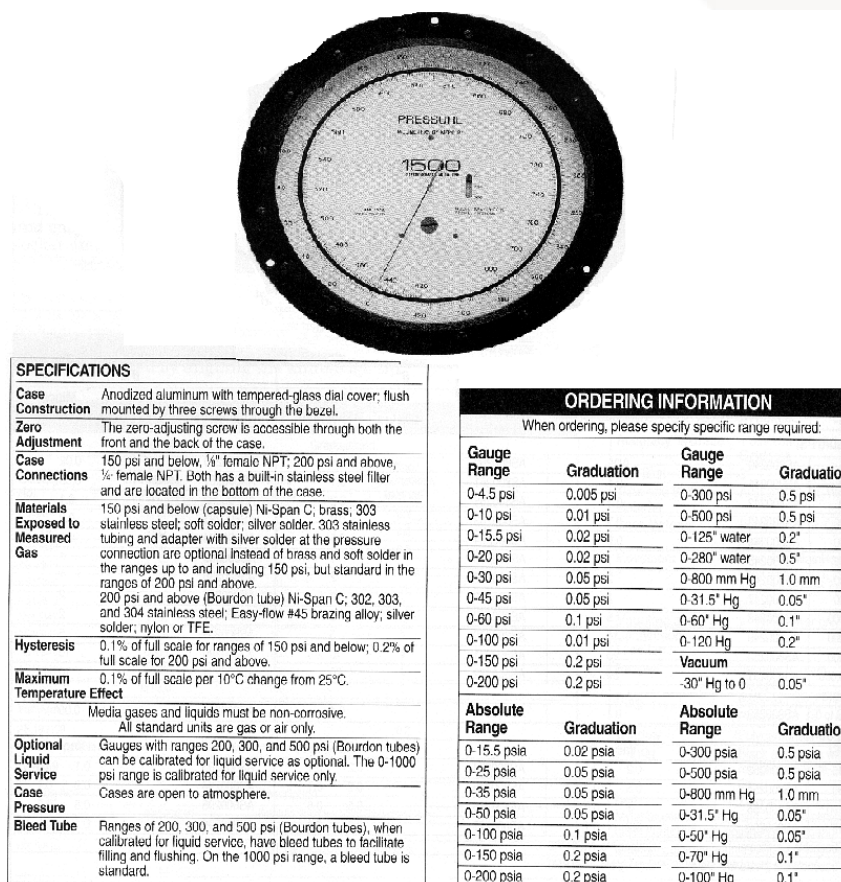 1500
SPECIFICATIONS
Case Construction Anodized aluminum with tempered-glass dial cover; flush
mounted by three screws through the bezel.
Zero Adjustment The zero-adjusting screw is accessible through both the
front and the back of the case.
Case Connections 150 psi and below, ⅛" female NPT; 200 psi and above,
¼" female NPT. Both has a built-in stainless steel filter
and are located in the bottom of the case.
Materials Exposed to Measured Gas 150 psi and below (capsule) Ni-Span C; brass; 303
stainless steel; soft solder; silver solder. 303 stainless
tubing and adapter with silver solder at the pressure
connection are optional instead of brass and soft solder in
the ranges up to and including 150 psi, but standard in the
ranges of 200 psi and above.
200 psi and above (Bourdon tube) Ni-Span C; 302, 303,
and 304 stainless steel; Easy-flow #45 brazing alloy; silver
solder; nylon or TFE.
Hysteresis 0.1% of full scale for ranges of 150 psi and below; 0.2% of
full scale for 200 psi and above.
Maximum Temperature Effect 0.1% of full scale per 10°C change from 25°C.
Media gases and liquids must be non-corrosive.
All standard units are gas or air only.
Optional Liquid Service Gauges with ranges 200, 300, and 500 psi (Bourdon tubes)
can be calibrated for liquid service as optional. The 0-1000
psi range is calibrated for liquid service only.
Case Pressure Cases are open to atmosphere.
Bleed Tube Ranges of 200, 300, and 500 psi (Bourdon tubes), when
calibrated for liquid service, have bleed tubes to facilitate
filling and flushing. On the 1000 psi range, a bleed tube is
standard.
ORDERING INFORMATION
When ordering, please specify specific range required:
Gauge Range Graduation Gauge Range Graduatio
0-4.5 psi 0.005 psi 0-300 psi 0.5 psi
0-10 psi 0.01 psi 0-500 psi 0.5 psi
0-15.5 psi 0.02 psi 0-125" water 0.2"
0-20 psi 0.02 psi 0-280" water 0.5"
0-30 psi 0.05 psi 0-800 mm Hg 1.0 mm
0-45 psi 0.05 psi 0-31.5" Hg 0.05"
0-60 psi 0.1 psi 0-60" Hg 0.1"
0-100 psi 0.01 psi 0-120 Hg 0.2"
0-150 psi 0.2 psi Vacuum
0-200 psi 0.2 psi -30" Hg to 0 0.05"
Absolute Range Graduation Absolute Range Graduatio
0-15.5 psia 0.02 psia 0-300 psia 0.5 psia
0-25 psia 0.05 psia 0-500 psia 0.5 psia
0-35 psia 0.05 psia 0-800 mm Hg 1.0 mm
0-50 psia 0.05 psia 0-31.5" Hg 0.05"
0-100 psia 0.1 psia 0-50" Hg 0.05"
0-150 psia 0.2 psia 0-70" Hg 0.1"
0-200 psia 0.2 psia 0-100" Hg 0.1"